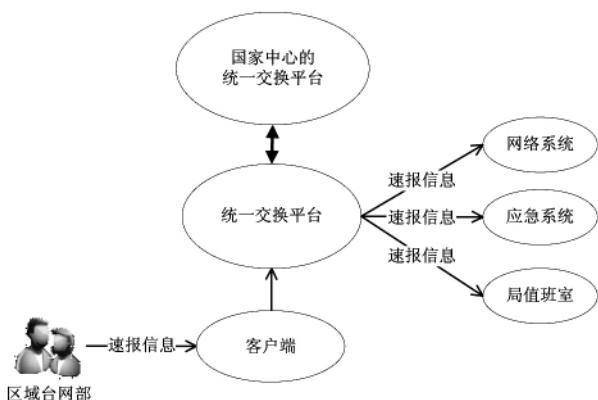 国家中心的
统一交换平台
网络系统
速报信息
统一交换平台
速报信息
应急系统
速报信息
局值班室
速报信息
客户端
区域台网部